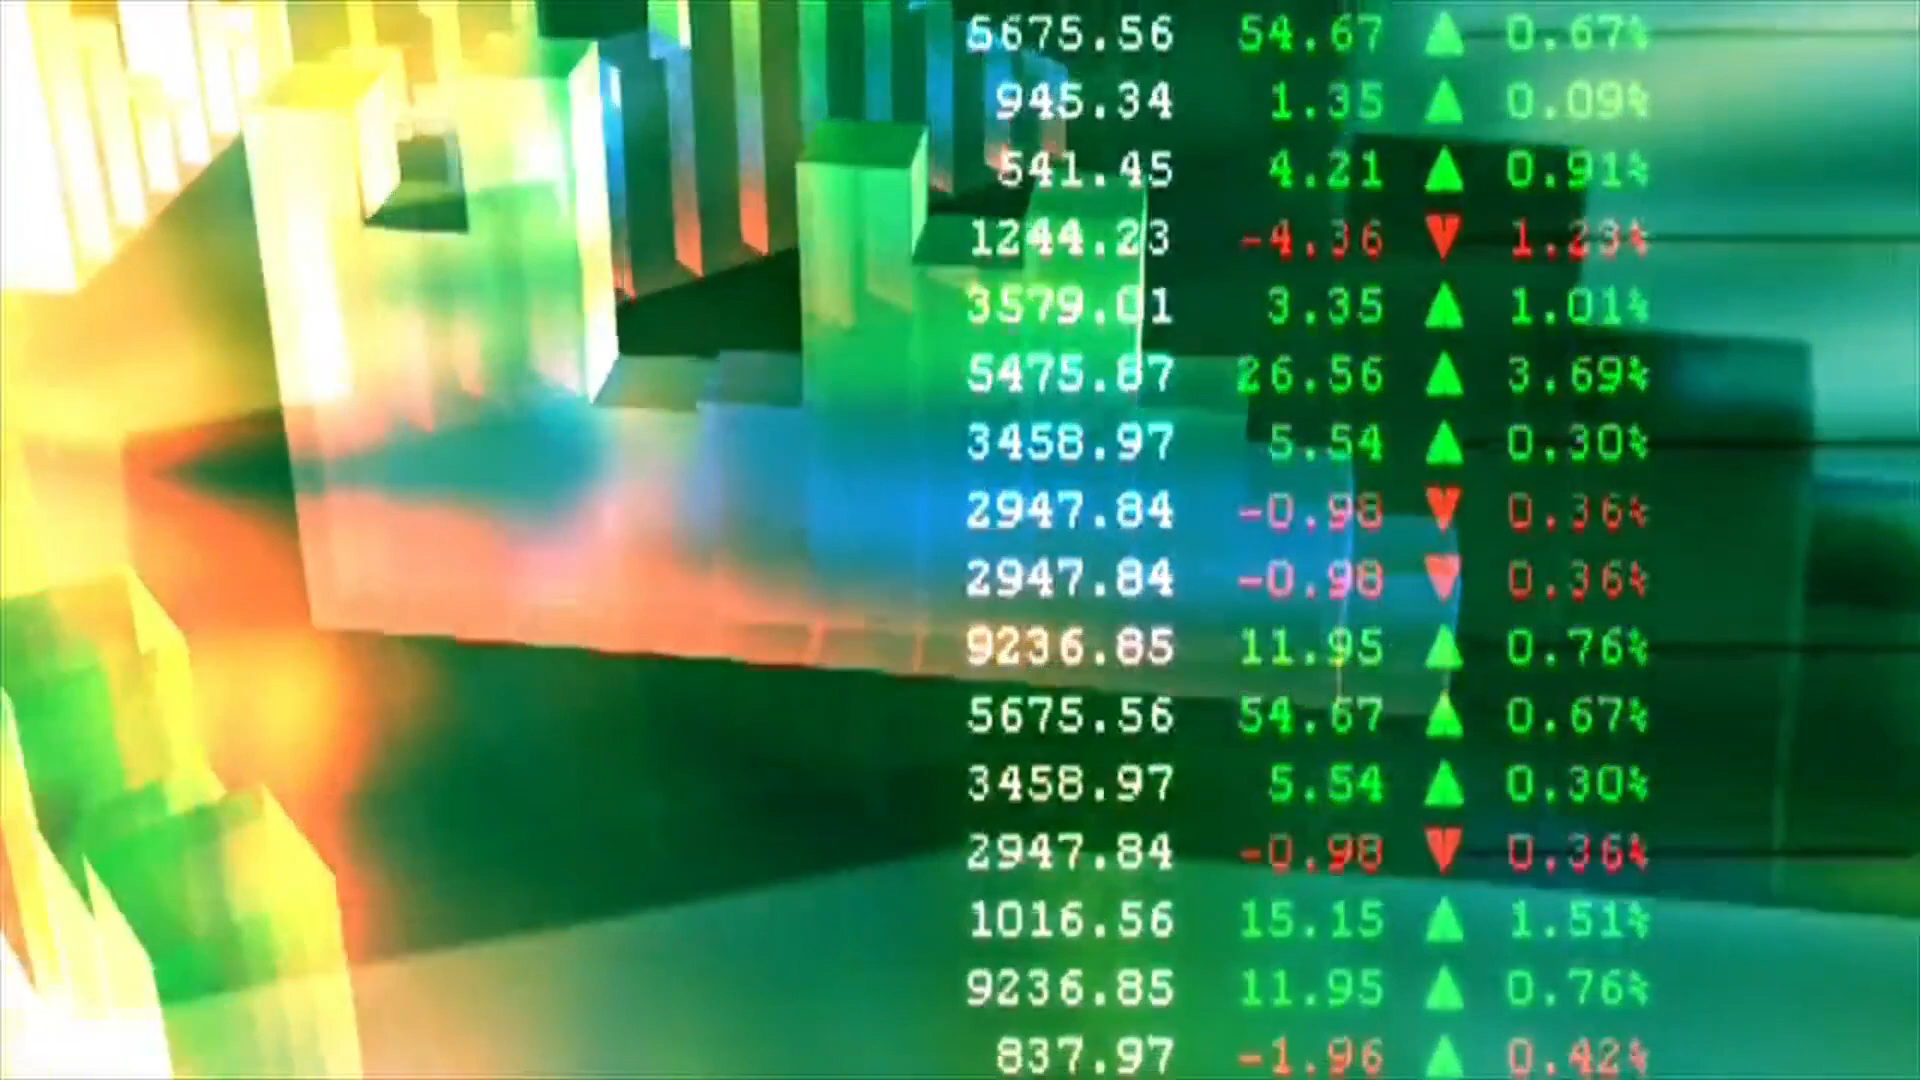 5675.56 54.67 ▲ 0.67%
945.34 1.35 ▲ 0.09%
541.45 4.21 ▲ 0.91%
1244.23 -4.36 ▼ 1.23%
3579.01 3.35 ▲ 1.01%
5475.87 26.56 ▲ 3.69%
3458.97 5.54 ▲ 0.30%
2947.84 -0.98 ▼ 0.36%
2947.84 -0.98 ▼ 0.36%
9236.85 11.95 ▲ 0.76%
5675.56 54.67 ▲ 0.67%
3458.97 5.54 ▲ 0.30%
2947.84 -0.98 ▼ 0.36%
1016.56 15.15 ▲ 1.51%
9236.85 11.95 ▲ 0.76%
837.97 -1.96 ▲ 0.42%